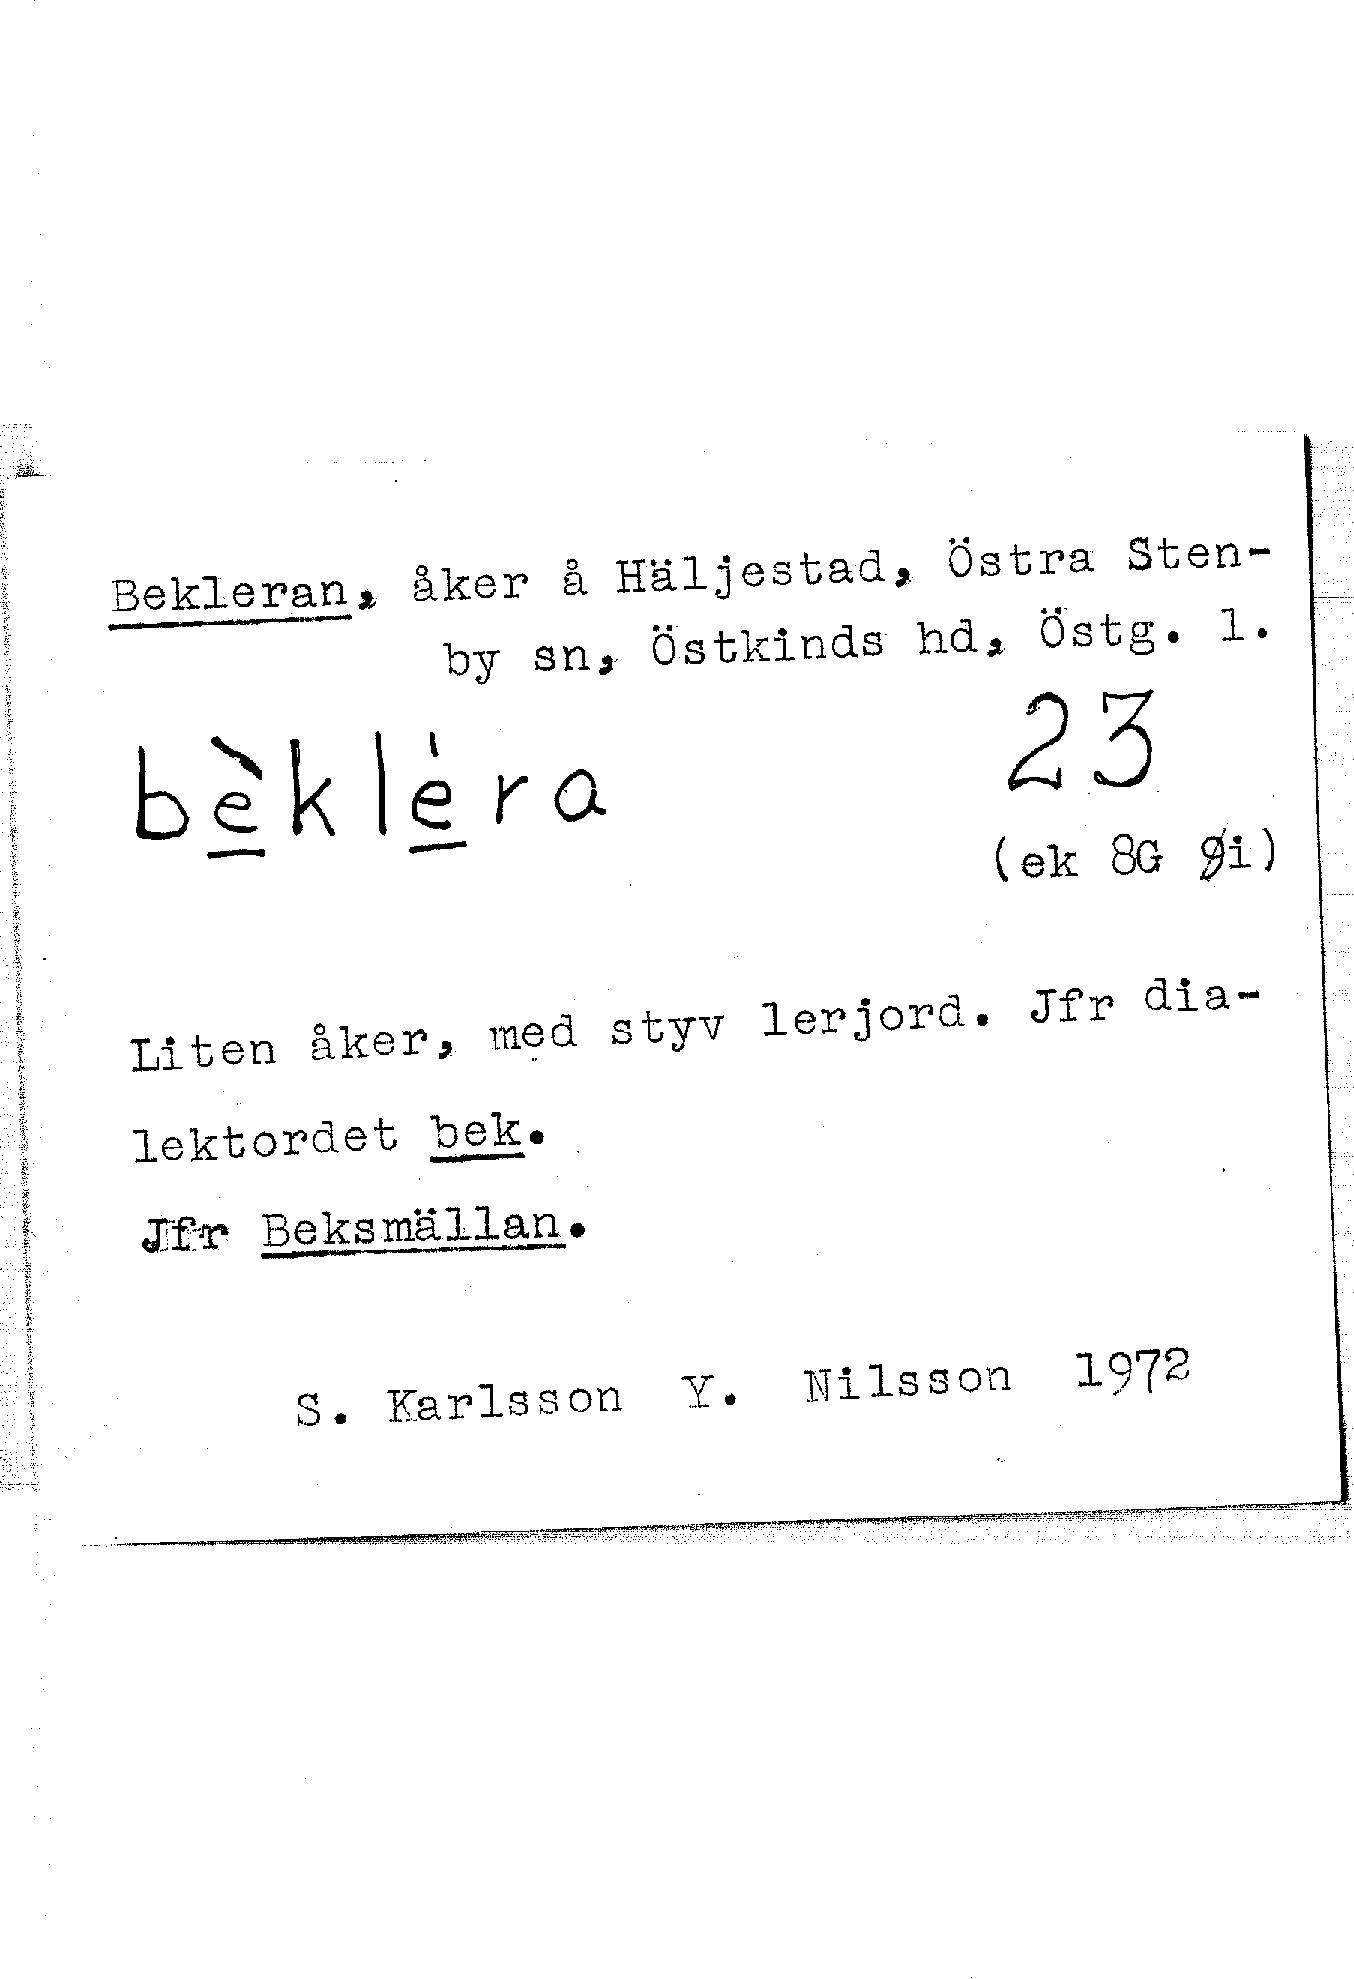 Bekleran, åker å Häljestad, Östra Sten-
by sn, Östkinds hd, Östg. l.
bèkléra
23
(ek 8G 9i)
Liten åker, med styv lerjord. Jfr dia-
lektordet bek.
Jfr Beksmällan.
S. Karlsson Y. Nilsson 1972